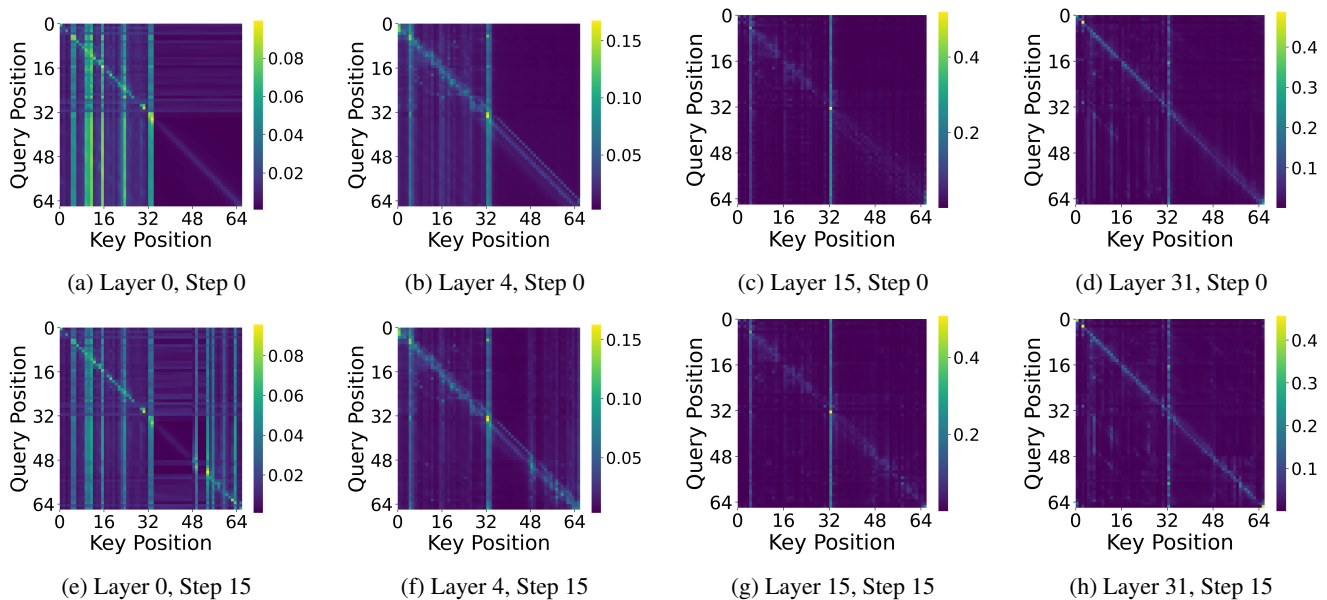 0
16
32
48
64
0 16 32 48 64
Query Position
Key Position
0.08
0.06
0.04
0.02
(a) Layer 0, Step 0
0
16
32
48
64
0 16 32 48 64
Query Position
Key Position
0.15
0.10
0.05
(b) Layer 4, Step 0
0
16
32
48
64
0 16 32 48 64
Query Position
Key Position
0.4
0.2
(c) Layer 15, Step 0
0
16
32
48
64
0 16 32 48 64
Query Position
Key Position
0.4
0.3
0.2
0.1
(d) Layer 31, Step 0
0
16
32
48
64
0 16 32 48 64
Query Position
Key Position
0.08
0.06
0.04
0.02
(e) Layer 0, Step 15
0
16
32
48
64
0 16 32 48 64
Query Position
Key Position
0.15
0.10
0.05
(f) Layer 4, Step 15
0
16
32
48
64
0 16 32 48 64
Query Position
Key Position
0.4
0.2
(g) Layer 15, Step 15
0
16
32
48
64
0 16 32 48 64
Query Position
Key Position
0.4
0.3
0.2
0.1
(h) Layer 31, Step 15